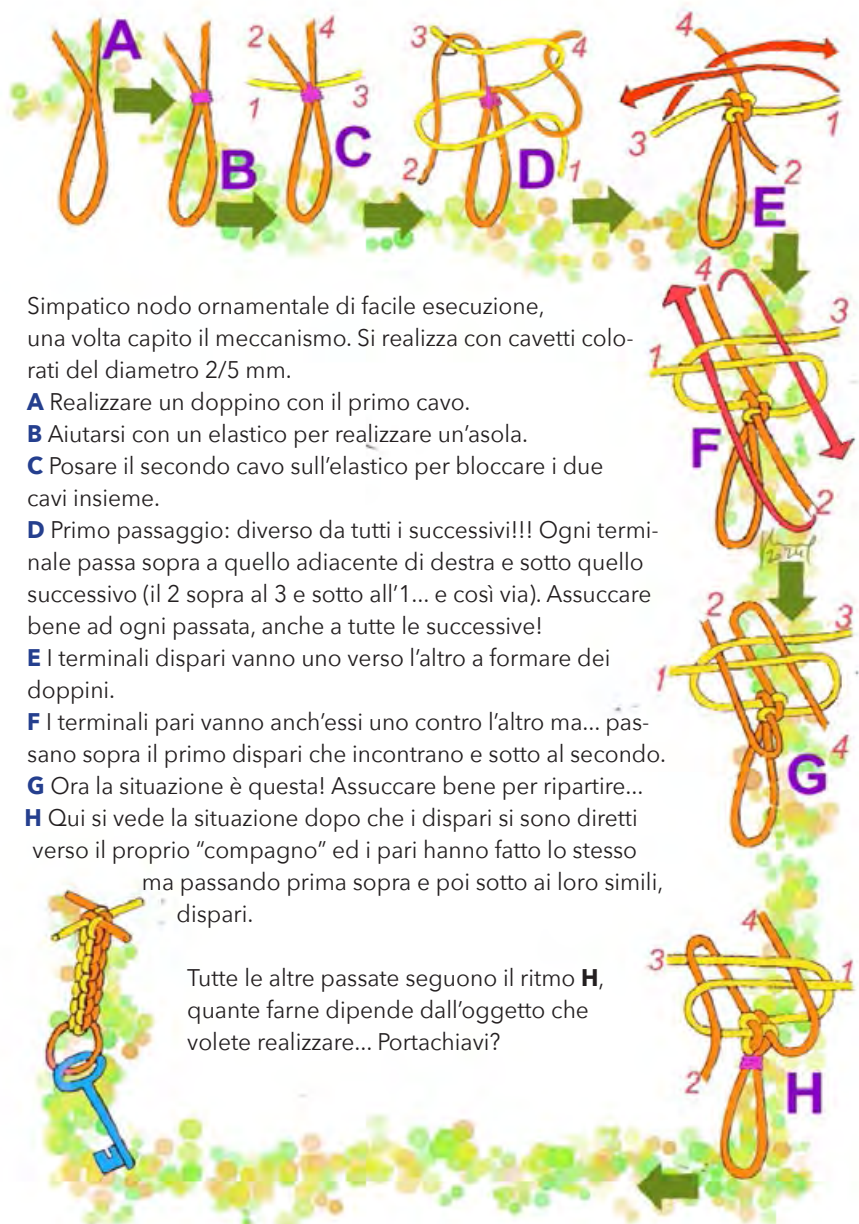 A
B
C
D
E
2 4
1 3
3 4
2 1
4
3 1
2
Simpatico nodo ornamentale di facile esecuzione,
una volta capito il meccanismo. Si realizza con cavetti colo-
rati del diametro 2/5 mm.
A Realizzare un doppino con il primo cavo.
B Aiutarsi con un elastico per realizzare un'asola.
C Posare il secondo cavo sull'elastico per bloccare i due
cavi insieme.
D Primo passaggio: diverso da tutti i successivi!!! Ogni termi-
nale passa sopra a quello adiacente di destra e sotto quello
successivo (il 2 sopra al 3 e sotto all'1... e così via). Assuccare
bene ad ogni passata, anche a tutte le successive!
E I terminali dispari vanno uno verso l'altro a formare dei
doppini.
F I terminali pari vanno anch'essi uno contro l'altro ma... pas-
sano sopra il primo dispari che incontrano e sotto al secondo.
G Ora la situazione è questa! Assuccare bene per ripartire...
H Qui si vede la situazione dopo che i dispari si sono diretti
verso il proprio "compagno" ed i pari hanno fatto lo stesso
ma passando prima sopra e poi sotto ai loro simili,
dispari.
Tutte le altre passate seguono il ritmo H,
quante farne dipende dall'oggetto che
volete realizzare... Portachiavi?
4
3
1
F
2
2 3
1
4
G
4
3 1
2
H